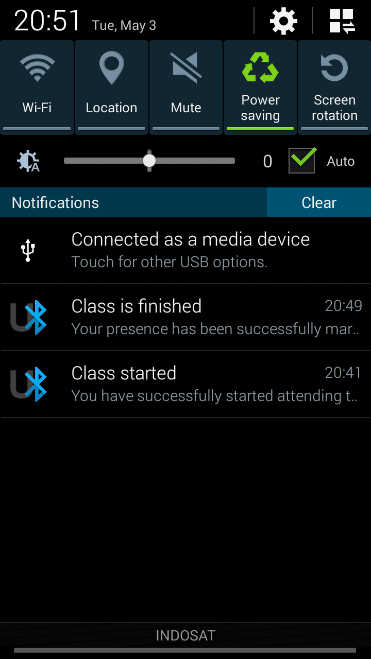 20:51 Tue, May 3
Wi-Fi
Location
Mute
Power
saving
Screen
rotation
A
0
Auto
Notifications
Clear
Connected as a media device
Touch for other USB options.
Class is finished
20:49
Your presence has been successfully mar..
U
Class started
20:41
You have successfully started attending t..
U
INDOSAT